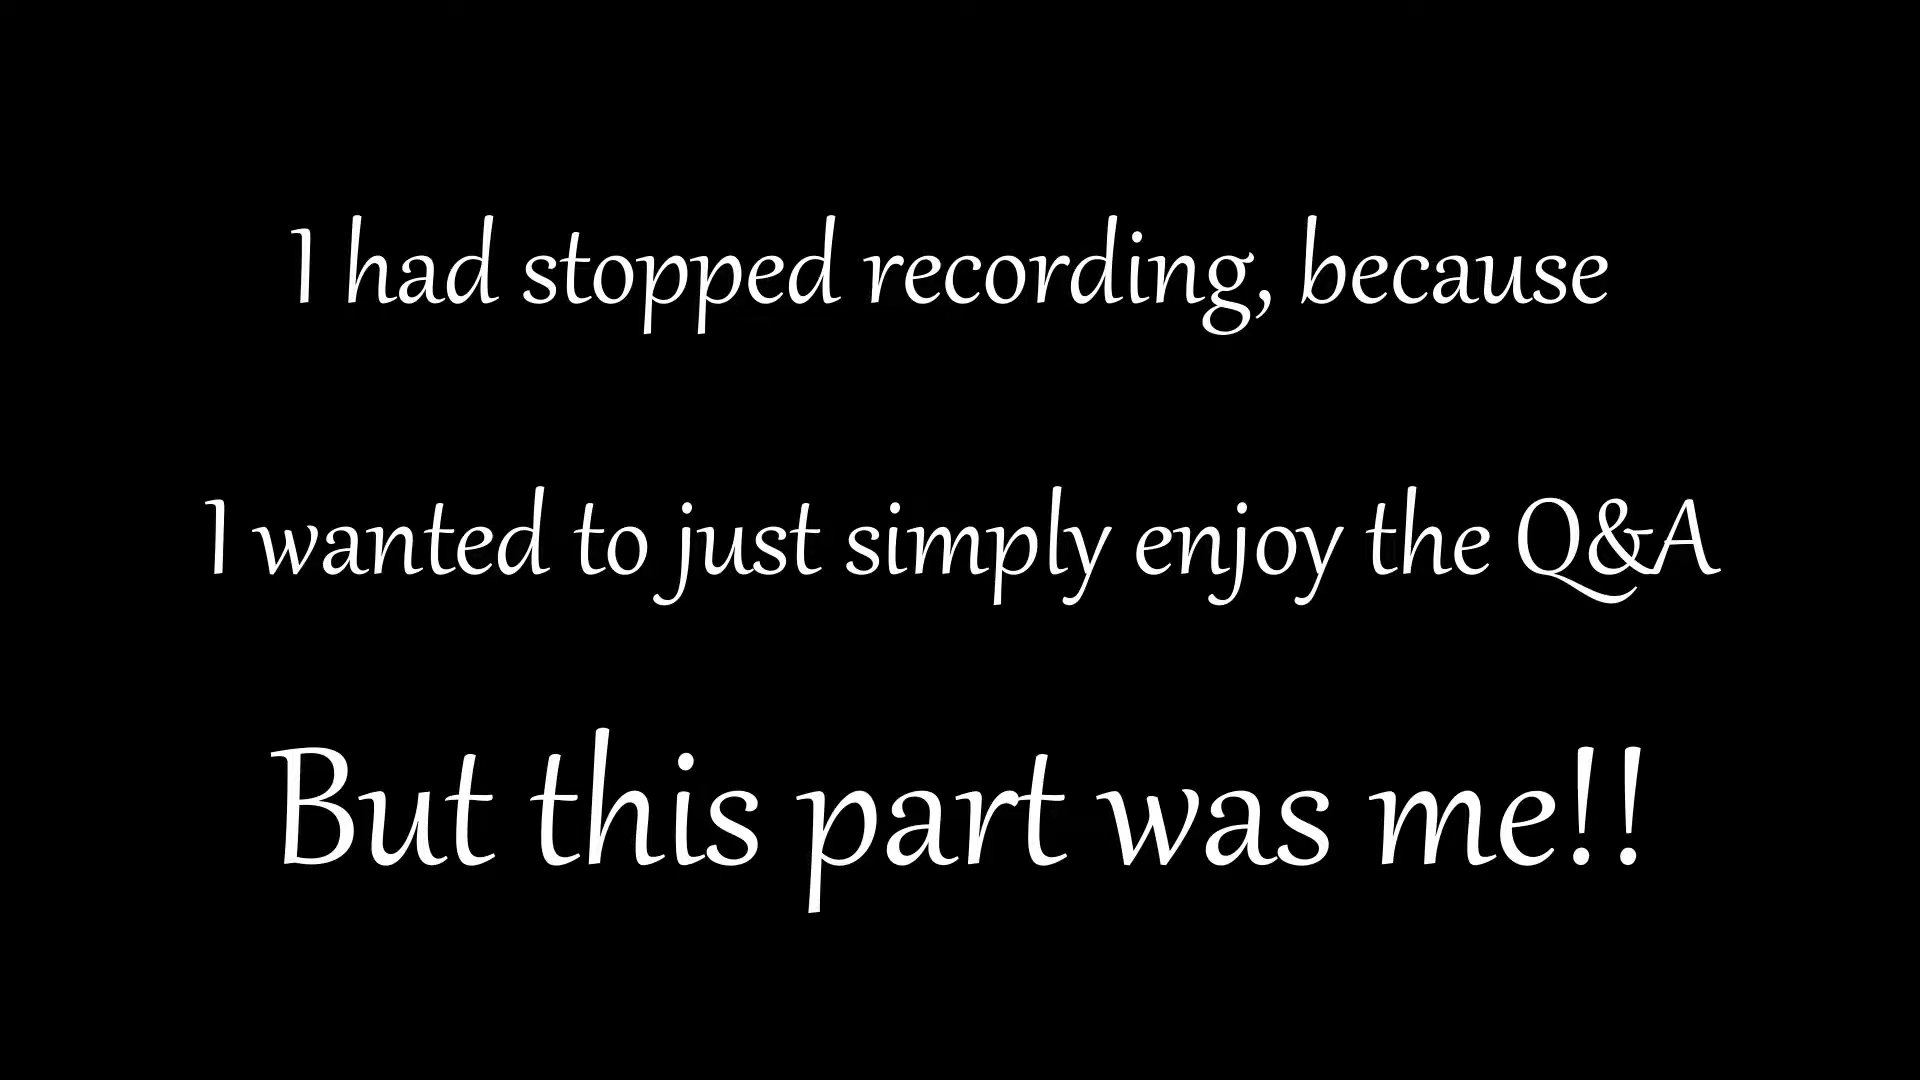 I had stopped recording, because
I wanted to just simply enjoy the Q&A
But this part was me!!